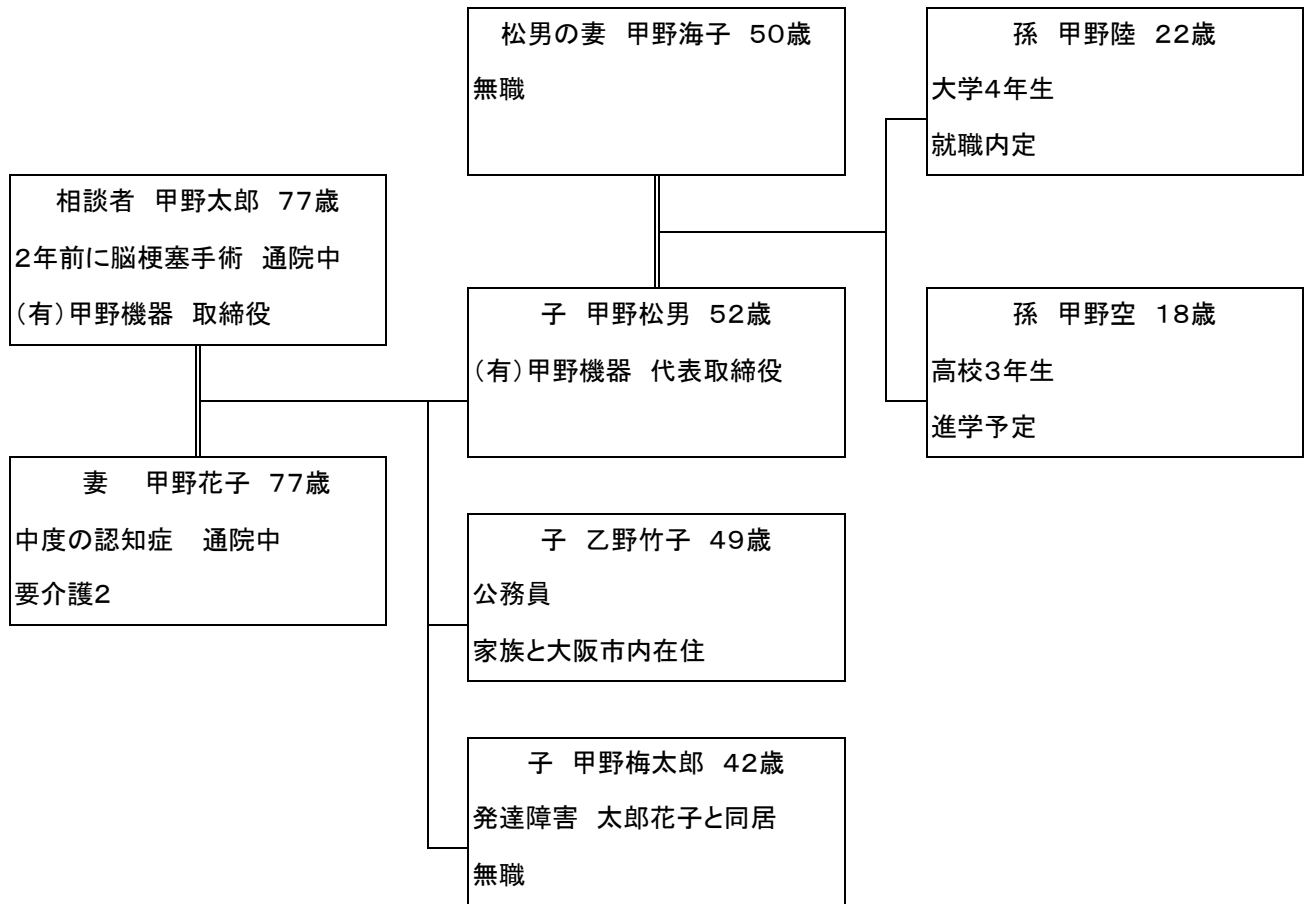 松男の妻　甲野海子　５０歳
無職
孫　甲野陸　２２歳
大学４年生
就職内定
相談者　甲野太郎　７７歳
２年前に脳梗塞手術　通院中
（有）甲野機器　取締役
子　甲野松男　５２歳
（有）甲野機器　代表取締役
孫　甲野空　１８歳
高校３年生
進学予定
妻　　甲野花子　７７歳
中度の認知症　　通院中
要介護２
子　乙野竹子　４９歳
公務員
家族と大阪市内在住
子　甲野梅太郎　４２歳
発達障害　太郎花子と同居
無職